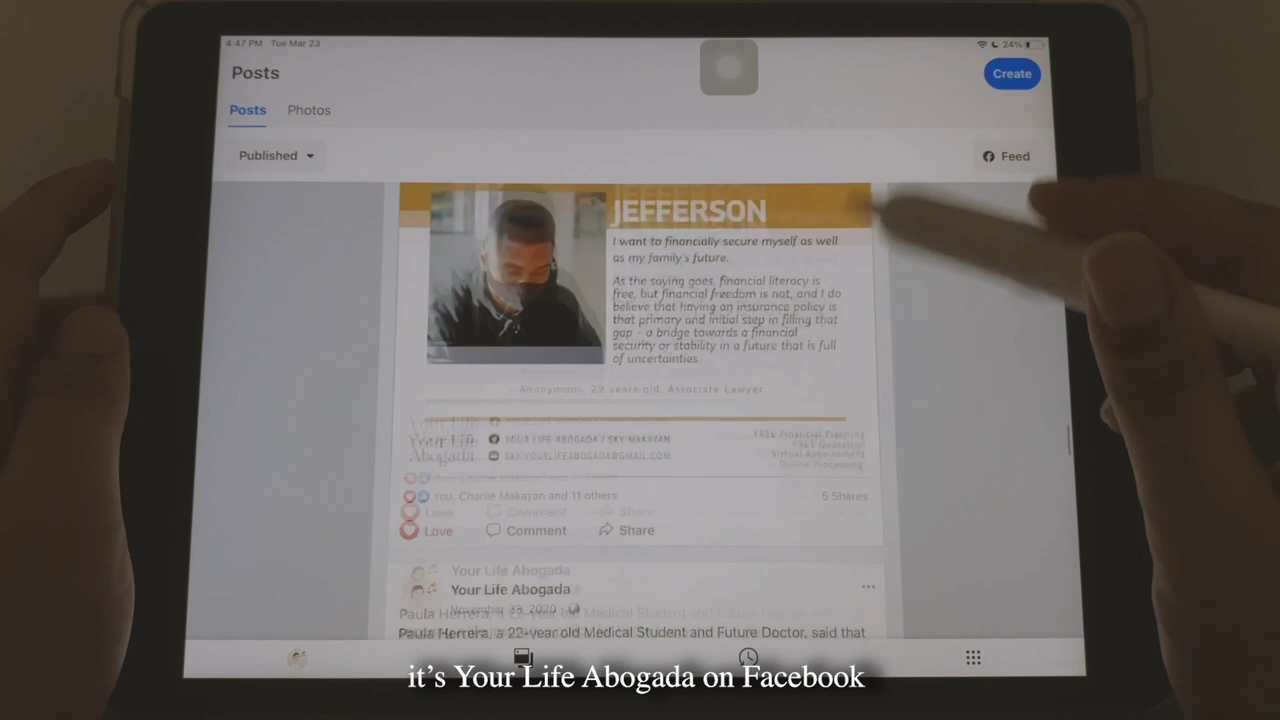 4:47 PM Tue Mar 23
24%
Posts
Create
Posts Photos
Published
Feed
JEFFERSON
I want to financially secure myself as well
as my family's future.
As the saying goes, financial literacy is
free, but financial freedom is not, and I do
believe that having an insurance policy is
that primary and initial step in filling that
gap - a bridge towards a financial
security or stability in a future that is full
of uncertainties.
- Anonymous, 29 years old, Associate Lawyer
Your Life
Abogada
YOUR LIFE ABOGADA / SKY MAKAYAN
SKY.YOURLIFEABOGADA@GMAIL.COM
FREE Financial Planning
Virtual Appointment
Online Processing
You, Charlie Makayan and 11 others
5 Shares
Love Comment Share
Your Life Abogada
November 23, 2020
Paula Herrera, a 22-year old Medical Student and Future Doctor, said that
it's Your Life Abogada on Facebook